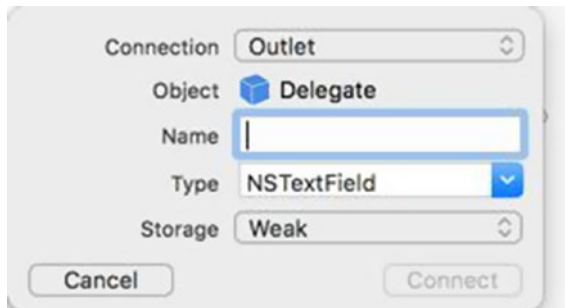 Connection Outlet
Object Delegate
Name
Type NSTextField
Storage Weak
Cancel Connect